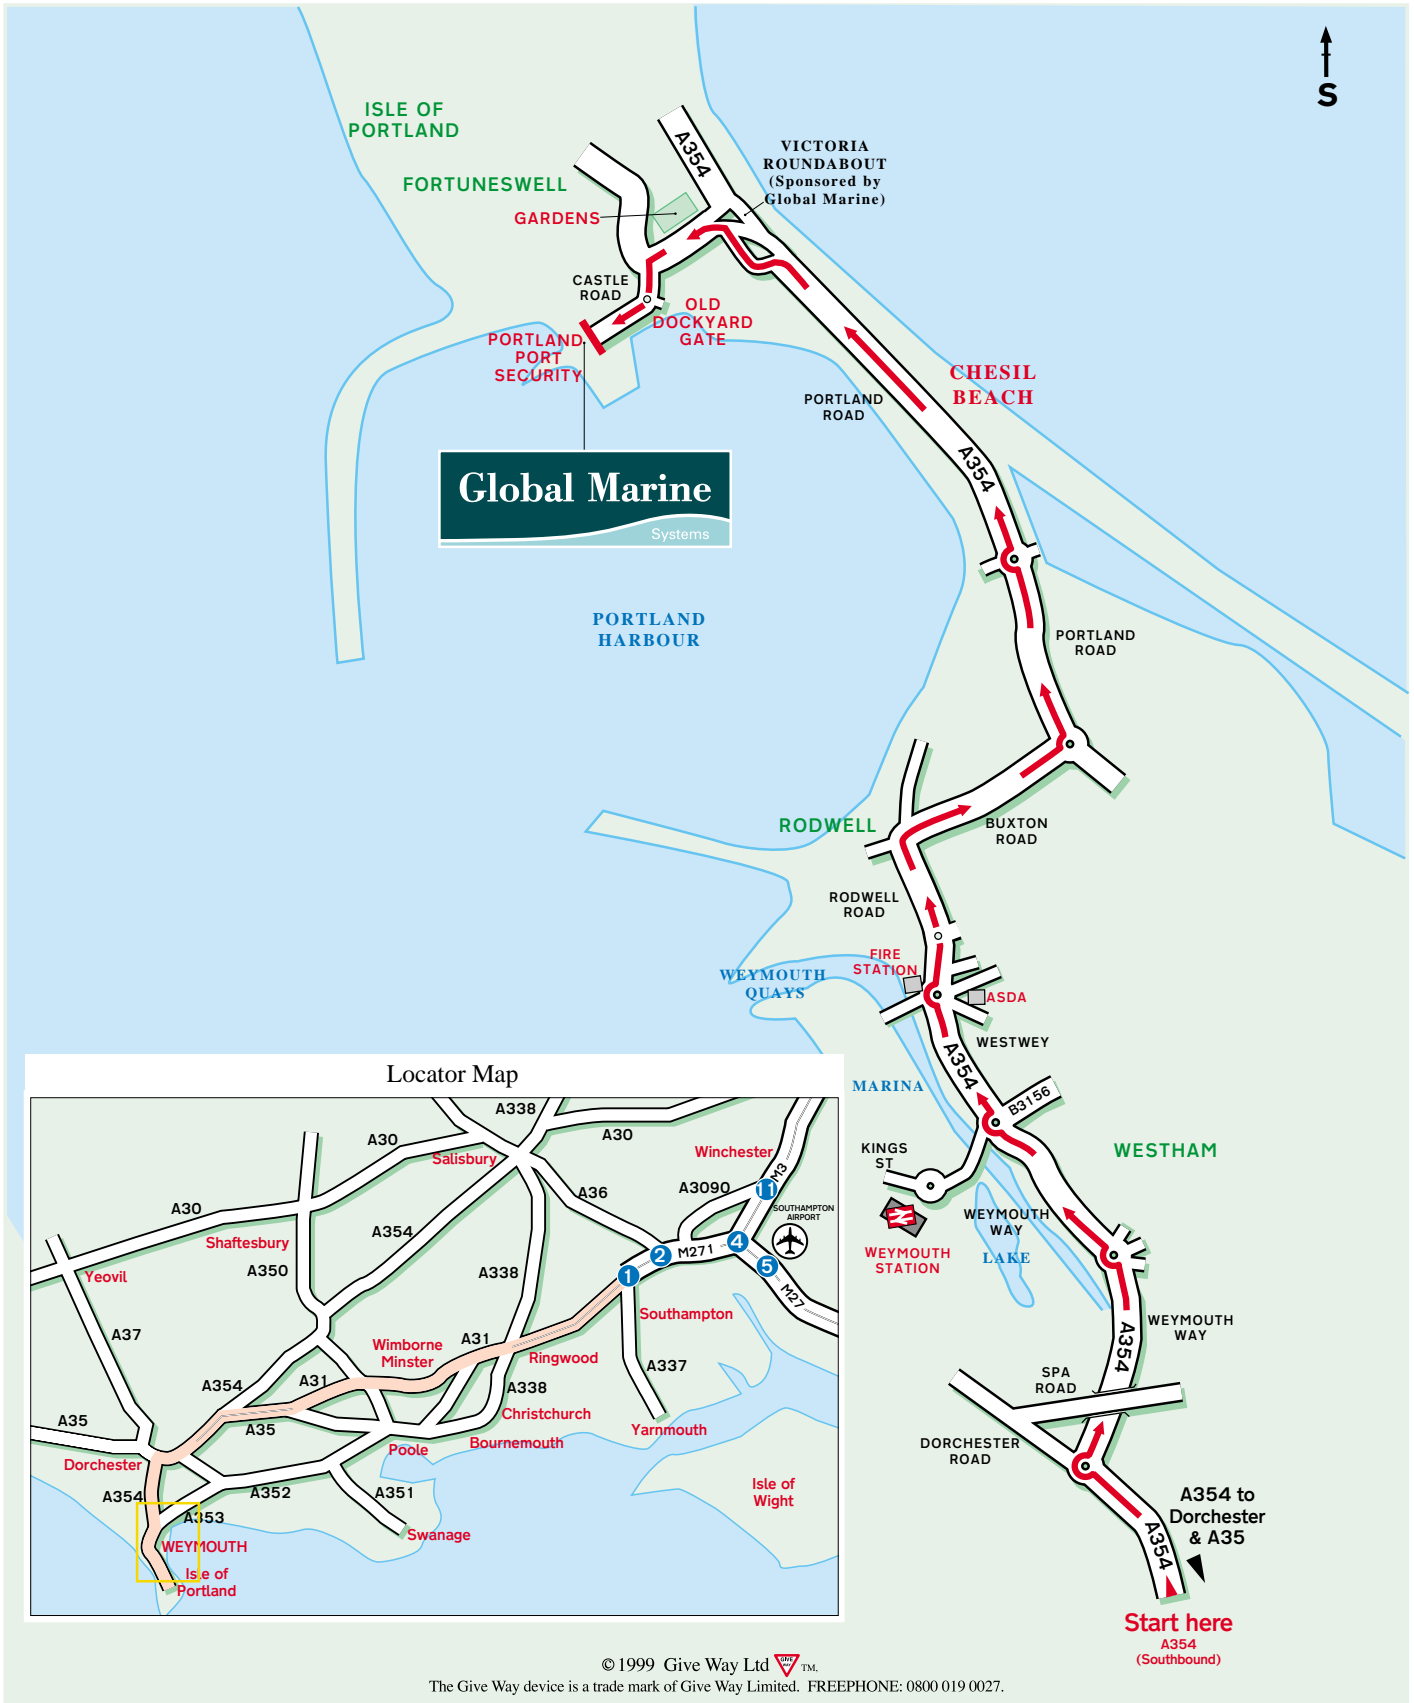 S
ISLE OF
PORTLAND
A354
VICTORIA
ROUNDABOUT
(Sponsored by
Global Marine)
FORTUNESWELL
GARDENS
CASTLE
ROAD
OLD
DOCKYARD
GATE
PORTLAND
PORT
SECURITY
CHESIL
BEACH
PORTLAND
ROAD
A354
Global Marine
Systems
PORTLAND
HARBOUR
PORTLAND
ROAD
RODWELL
BUXTON
ROAD
RODWELL
ROAD
FIRE
STATION
WEYMOUTH
QUAYS
ASDA
WESTWEY
A354
MARINA
B3156
KINGS
ST
WESTHAM
WEYMOUTH
WAY
LAKE
WEYMOUTH
STATION
WEYMOUTH
WAY
A354
SPA
ROAD
DORCHESTER
ROAD
A354 to
Dorchester
& A35
A354
Start here
A354
(Southbound)
Locator Map
A338
A30
A30
Salisbury
Winchester
M3
A36
A3090
11
A30
SOUTHAMPTON
AIRPORT
A354
Shaftesbury
A350
A338
2
M271
4
1
5
M27
Yeovil
Southampton
A37
Wimborne
Minster
A31
Ringwood
A337
A354
A31
A338
Christchurch
A35
A35
Bournemouth
Yarmouth
Poole
Dorchester
A354
A352
A351
Isle of
Wight
A353
Swanage
WEYMOUTH
Isle of
Portland
©1999 Give Way Ltd GIVE WAY TM.
The Give Way device is a trade mark of Give Way Limited. FREEPHONE: 0800 019 0027.